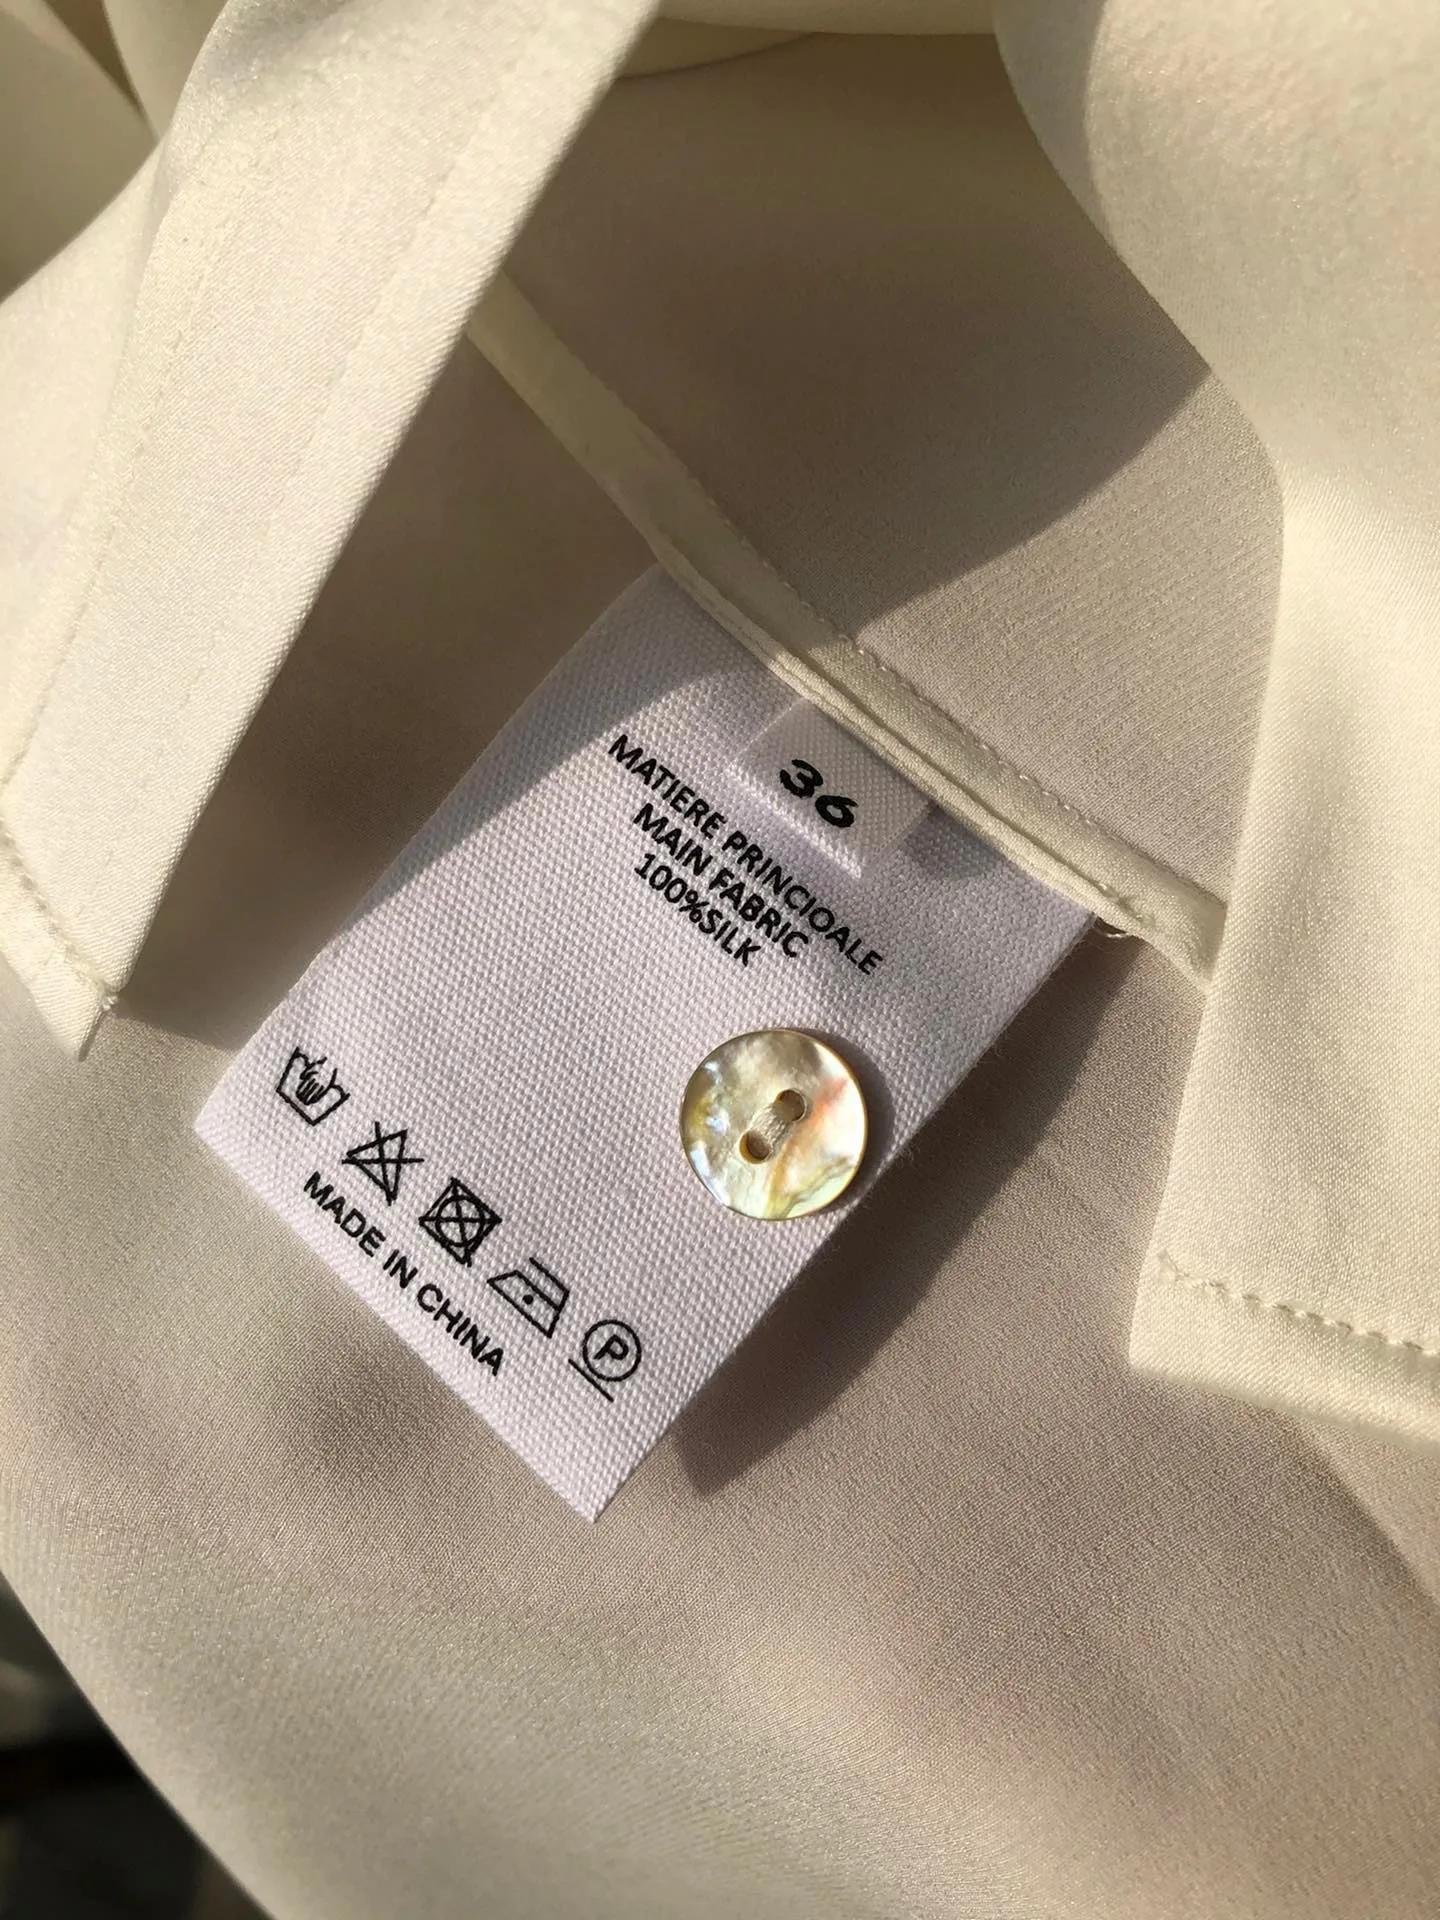 36
MATIERE PRINCIOALE
MAIN FABRIC
100%SILK
P
MADE IN CHINA